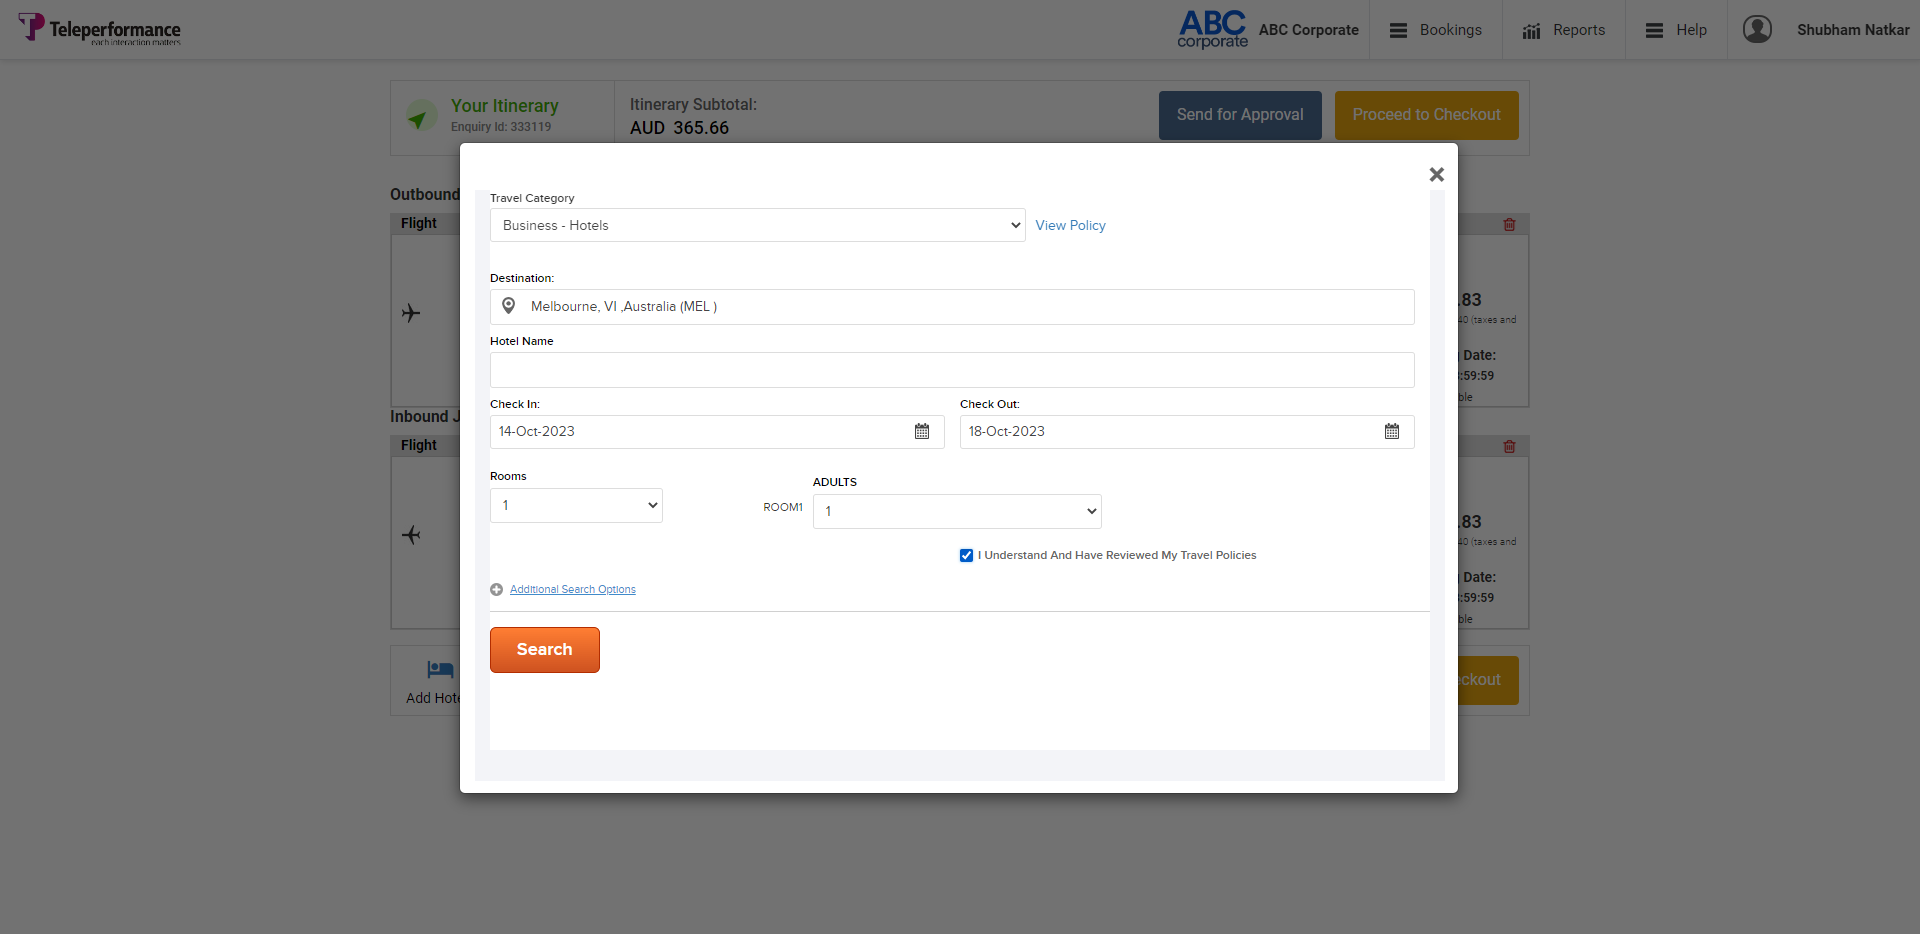 Teleperformance
each interaction matters
ABC
corporate
ABC Corporate
Bookings
Reports
Help
Shubham Natkar
Your Itinerary
Enquiry Id: 333119
Itinerary Subtotal:
AUD 365.66
Send for Approval
Proceed to Checkout
Outbound
Flight
Travel Category
Business - Hotels
View Policy
Destination:
Melbourne, VI ,Australia (MEL )
Hotel Name
Check In:
Check Out:
14-Oct-2023
18-Oct-2023
Rooms
1
ADULTS
ROOM1
1
I Understand And Have Reviewed My Travel Policies
Additional Search Options
Search
.83
40 (taxes and
Date:
:59:59
ble
Inbound J
Flight
.83
40 (taxes and
Date:
:59:59
ble
Add Hote
eckout